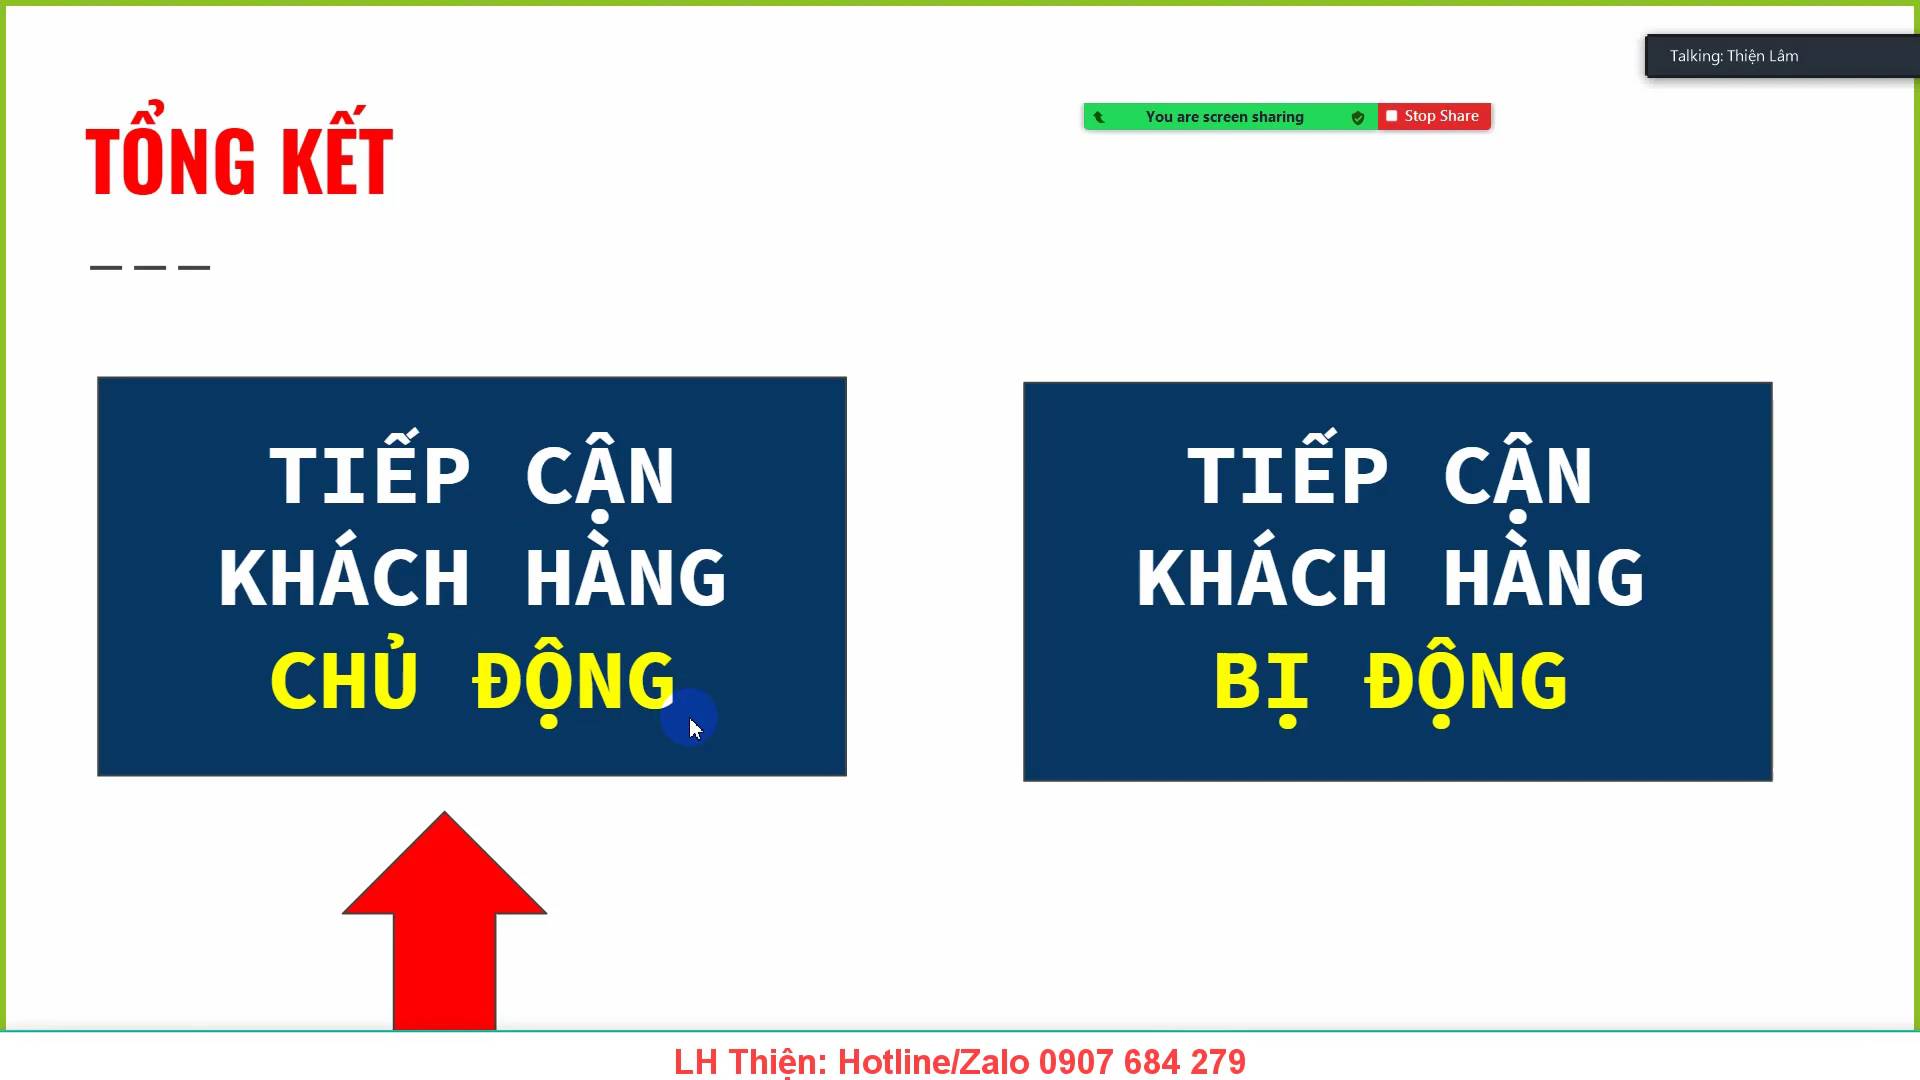 Talking: Thiện Lâm
You are screen sharing
Stop Share
TỔNG KẾT
TIẾP CẬN
KHÁCH HÀNG
CHỦ ĐỘNG
TIẾP CẬN
KHÁCH HÀNG
BỊ ĐỘNG
LH Thiện: Hotline/Zalo 0907 684 279